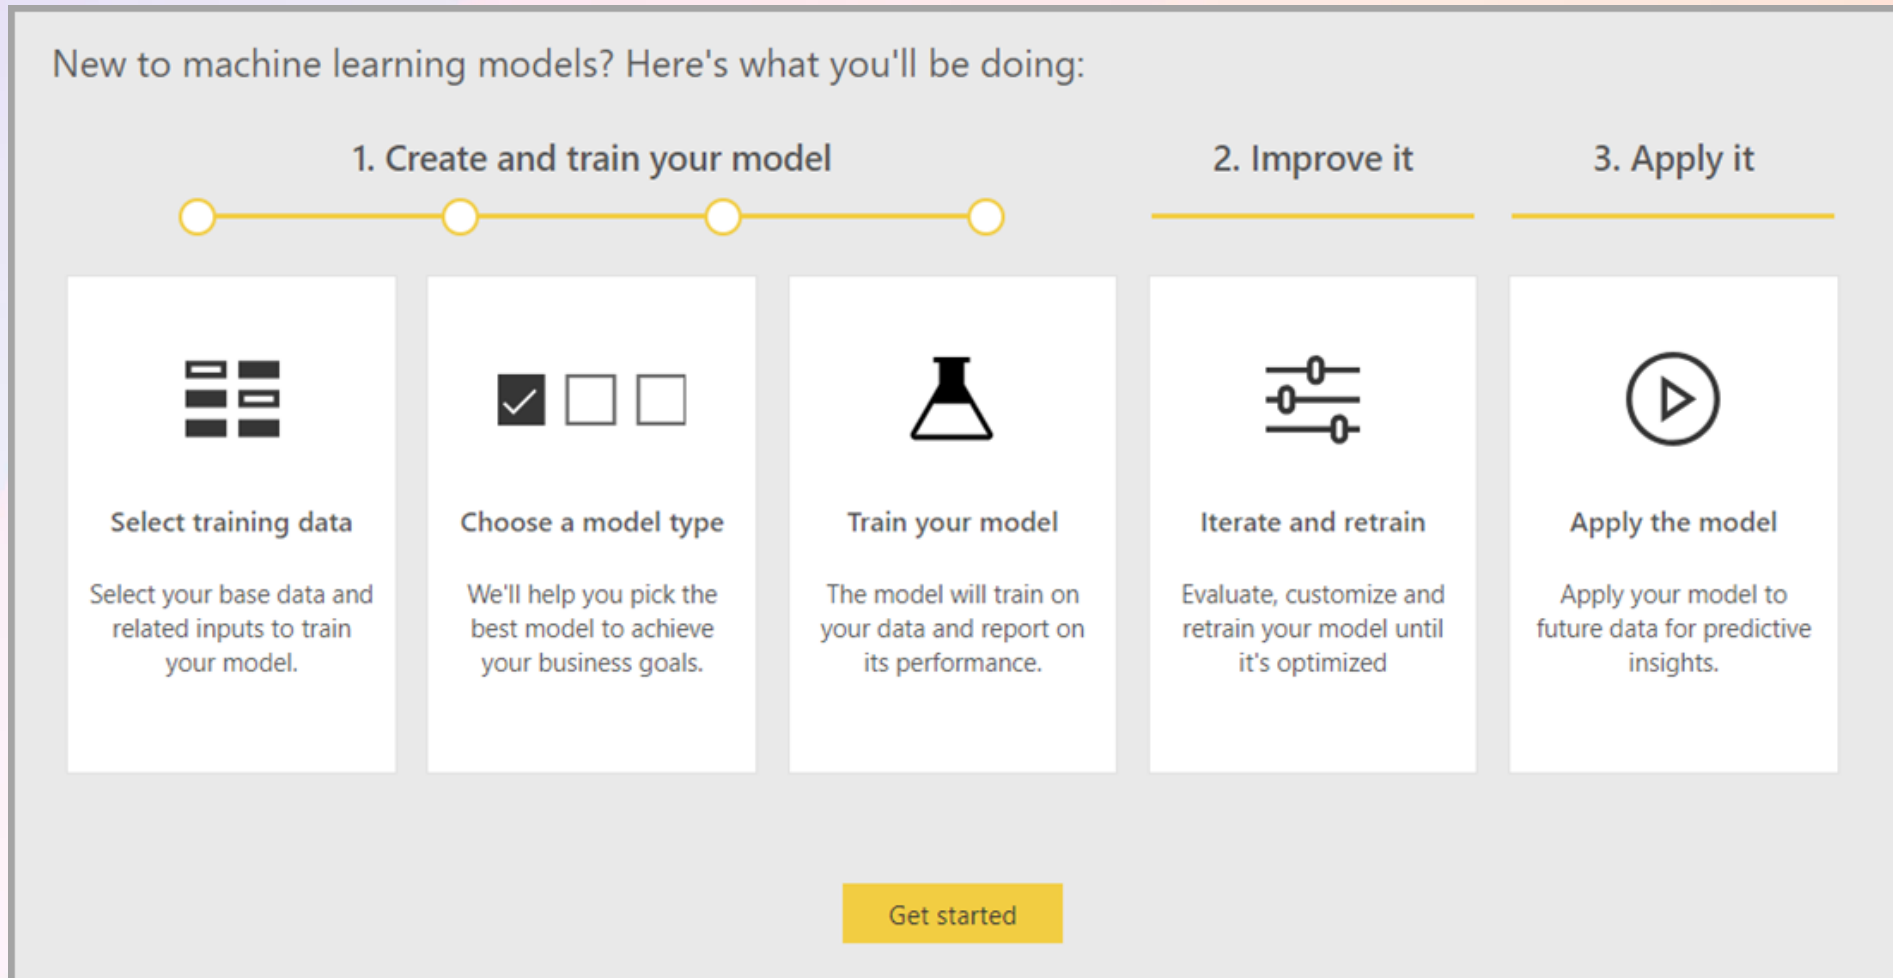 New to machine learning models? Here's what you'll be doing:
1. Create and train your model
2. Improve it
3. Apply it
Select training data
Select your base data and
related inputs to train
your model.
Choose a model type
We'll help you pick the
best model to achieve
your business goals.
Train your model
The model will train on
your data and report on
its performance.
Iterate and retrain
Evaluate, customize and
retrain your model until
it's optimized
Apply the model
Apply your model to
future data for predictive
insights.
Get started